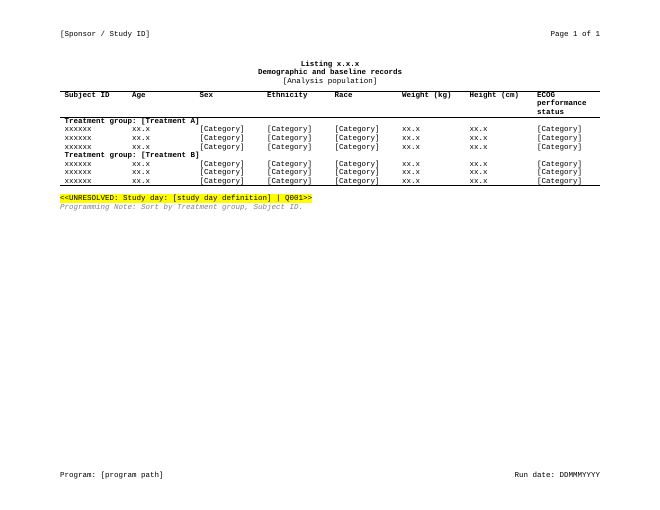 [Sponsor / Study ID] Page 1 of 1
Listing x.x.x
Demographic and baseline records
[Analysis population]
Subject ID Age Sex Ethnicity Race Weight (kg) Height (cm) ECOG performance status
Treatment group: [Treatment A]
xxxxxx xx.x [Category] [Category] [Category] xx.x xx.x [Category]
xxxxxx xx.x [Category] [Category] [Category] xx.x xx.x [Category]
xxxxxx xx.x [Category] [Category] [Category] xx.x xx.x [Category]
Treatment group: [Treatment B]
xxxxxx xx.x [Category] [Category] [Category] xx.x xx.x [Category]
xxxxxx xx.x [Category] [Category] [Category] xx.x xx.x [Category]
xxxxxx xx.x [Category] [Category] [Category] xx.x xx.x [Category]
<<UNRESOLVED: Study day: [study day definition] | Q001>>
Programming Note: Sort by Treatment group, Subject ID.
Program: [program path] Run date: DDMMMYYYY